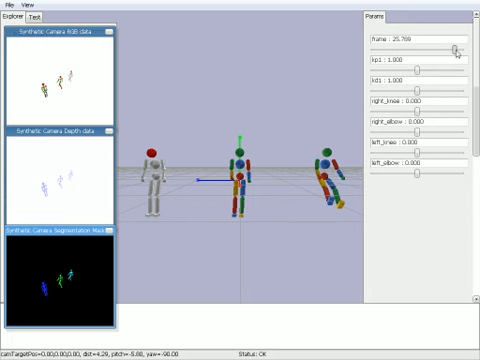 File View
Explorer Test
Synthetic Camera RGB data
Synthetic Camera Depth data
Synthetic Camera Segmentation Mask
Params
frame : 25.769
kp1 : 1.000
kd1 : 1.000
right_knee : 0.000
right_elbow : 0.000
left_knee : 0.000
left_elbow : 0.000
camTargetPos=0.00,0.00,0.00, dist=4.29, pitch=-5.80, yaw=-90.00 Status: OK